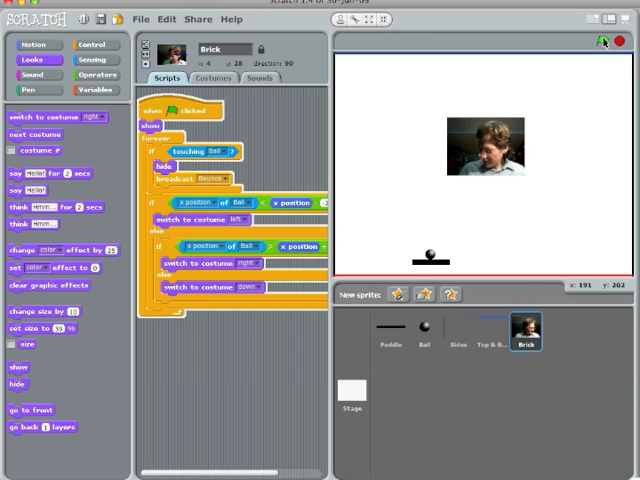 Scratch 1.4 of 30-Jun-09
SCRATCH
File Edit Share Help
Motion Control
Looks Sensing
Sound Operators
Pen Variables
switch to costume right
next costume
costume #
say Hello! for 2 secs
say Hello!
think Hmm... for 2 secs
think Hmm...
change color effect by 25
set color effect to 0
clear graphic effects
change size by 10
set size to 39 %
size
show
hide
go to front
go back 1 layers
Brick
x: 4 y: 28 direction: 90
Scripts Costumes Sounds
when clicked
show
forever
if touching Ball ?
hide
broadcast Bounce
if x position of Ball < x position
switch to costume left
else
if x position of Ball > x position
switch to costume right
else
switch to costume down
x: 191 y: 202
New sprite:
Paddle Ball Sides Top & B... Brick
Stage